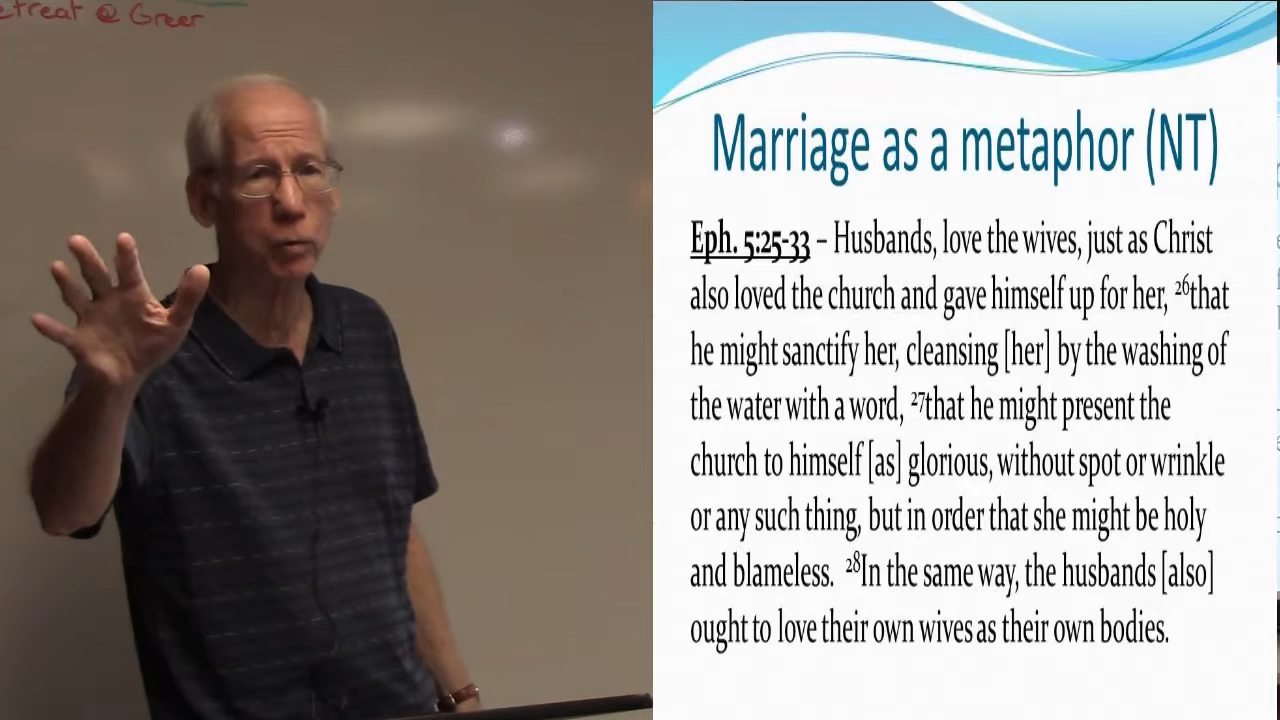 etreat @ Greer
Marriage as a metaphor (NT)
Eph. 5:25-33 – Husbands, love the wives, just as Christ
also loved the church and gave himself up for her, ²⁶that
he might sanctify her, cleansing [her] by the washing of
the water with a word, ²⁷that he might present the
church to himself [as] glorious, without spot or wrinkle
or any such thing, but in order that she might be holy
and blameless. ²⁸In the same way, the husbands [also]
ought to love their own wives as their own bodies.